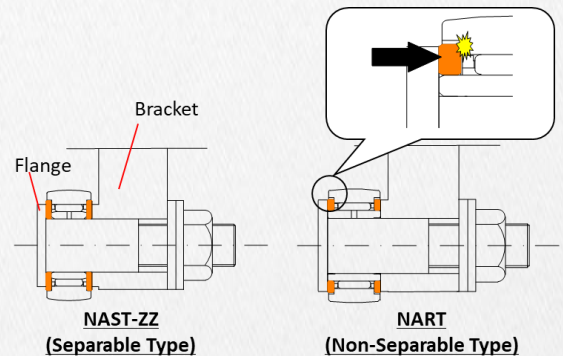 Bracket
Flange
NAST-ZZ
(Separable Type)
NART
(Non-Separable Type)